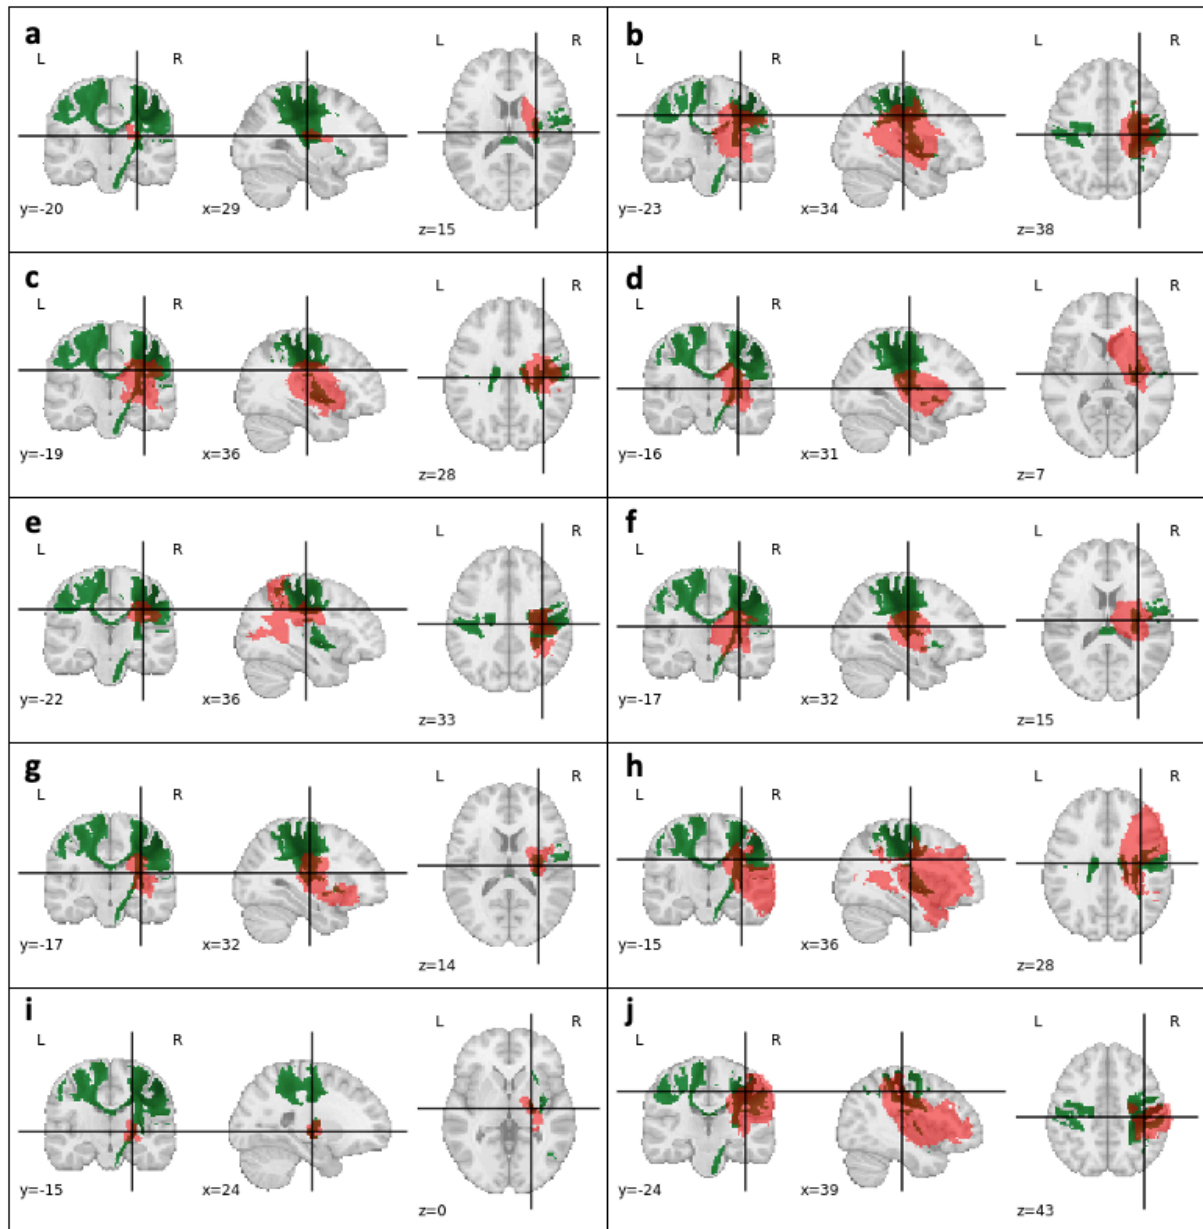 a
L R
y=-20 x=29 z=15
b
L R
y=-23 x=34 z=38
c
L R
y=-19 x=36 z=28
d
L R
y=-16 x=31 z=7
e
L R
y=-22 x=36 z=33
f
L R
y=-17 x=32 z=15
g
L R
y=-17 x=32 z=14
h
L R
y=-15 x=36 z=28
i
L R
y=-15 x=24 z=0
j
L R
y=-24 x=39 z=43
L R
L R
L R
L R
L R
L R
L R
L R
L R
L R